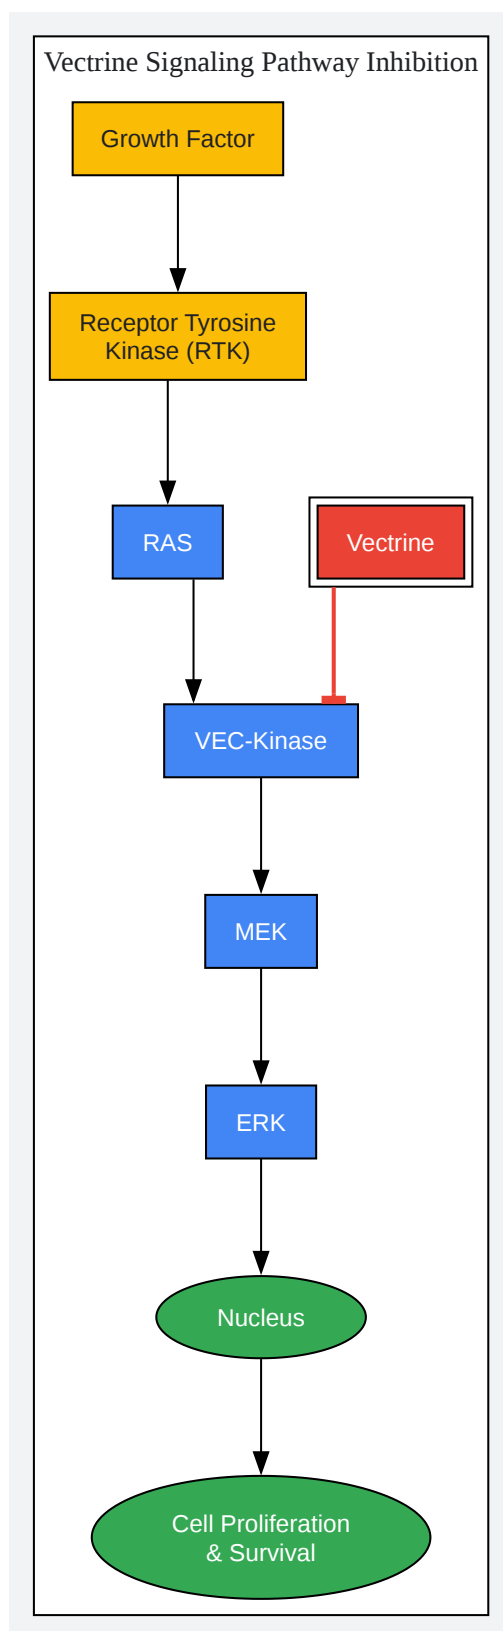 Vectrine Signaling Pathway Inhibition
Growth Factor
Receptor Tyrosine
Kinase (RTK)
RAS
Vectrine
VEC-Kinase
MEK
ERK
Nucleus
Cell Proliferation
& Survival